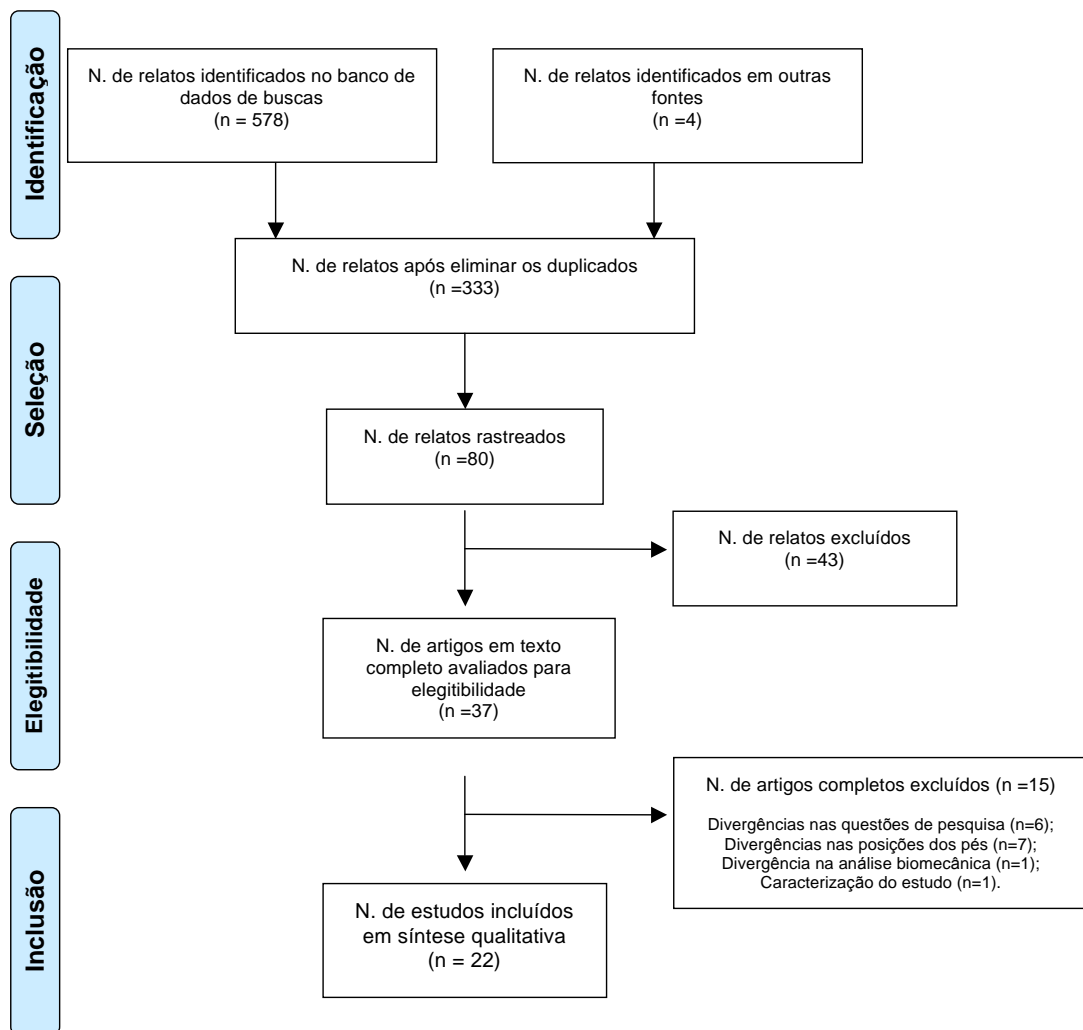 Identificação
N. de relatos identificados no banco de
dados de buscas
(n = 578)
N. de relatos identificados em outras
fontes
(n =4)
N. de relatos após eliminar os duplicados
(n =333)
Seleção
N. de relatos rastreados
(n =80)
N. de relatos excluídos
(n =43)
Elegitibilidade
N. de artigos em texto
completo avaliados para
elegitibilidade
(n =37)
N. de artigos completos excluídos (n =15)
Divergências nas questões de pesquisa (n=6);
Divergências nas posições dos pés (n=7);
Divergência na análise biomecânica (n=1);
Caracterização do estudo (n=1).
Inclusão
N. de estudos incluídos
em síntese qualitativa
(n = 22)